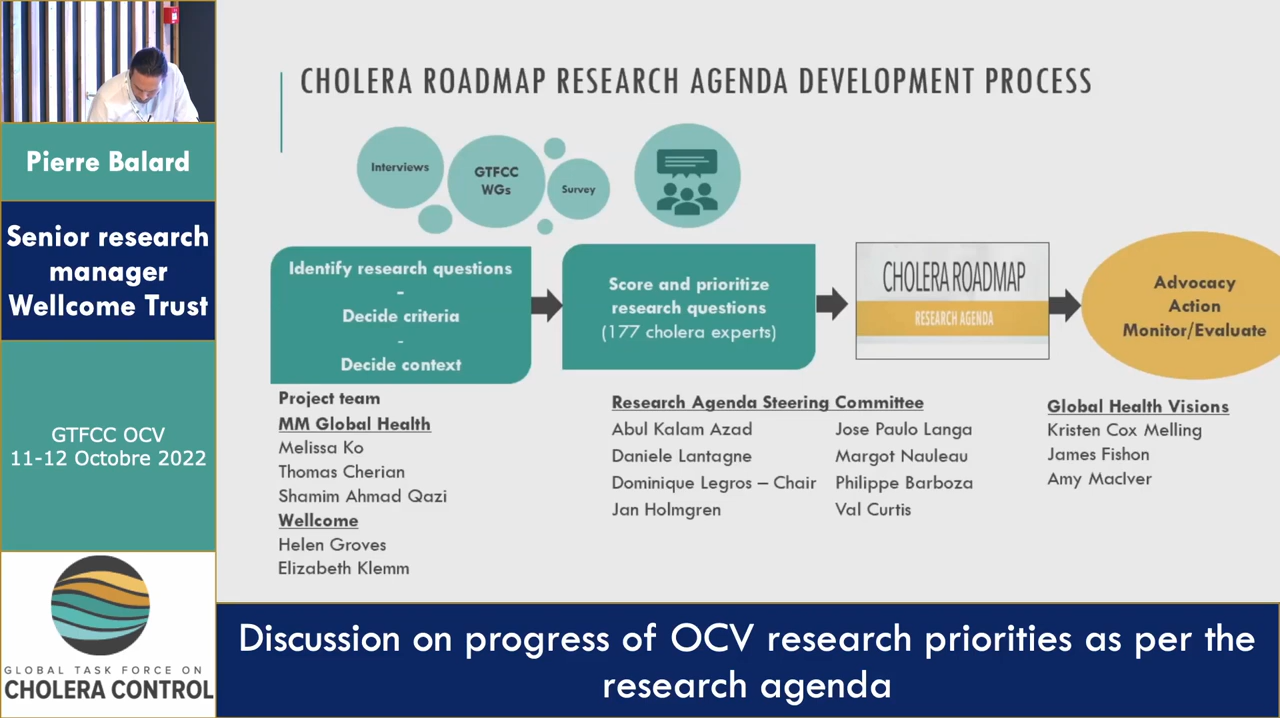 Pierre Balard
Senior research
manager
Wellcome Trust
GTFCC OCV
11-12 Octobre 2022
GLOBAL TASK FORCE ON
CHOLERA CONTROL
CHOLERA ROADMAP RESEARCH AGENDA DEVELOPMENT PROCESS
Interviews
GTFCC
WGs
Survey
Identify research questions
-
Decide criteria
-
Decide context
Score and prioritize
research questions
(177 cholera experts)
CHOLERA ROADMAP
RESEARCH AGENDA
Advocacy
Action
Monitor/Evaluate
Project team
MM Global Health
Melissa Ko
Thomas Cherian
Shamim Ahmad Qazi
Wellcome
Helen Groves
Elizabeth Klemm
Research Agenda Steering Committee
Abul Kalam Azad
Daniele Lantagne
Dominique Legros – Chair
Jan Holmgren
Jose Paulo Langa
Margot Nauleau
Philippe Barboza
Val Curtis
Global Health Visions
Kristen Cox Melling
James Fishon
Amy MacIver
Discussion on progress of OCV research priorities as per the
research agenda